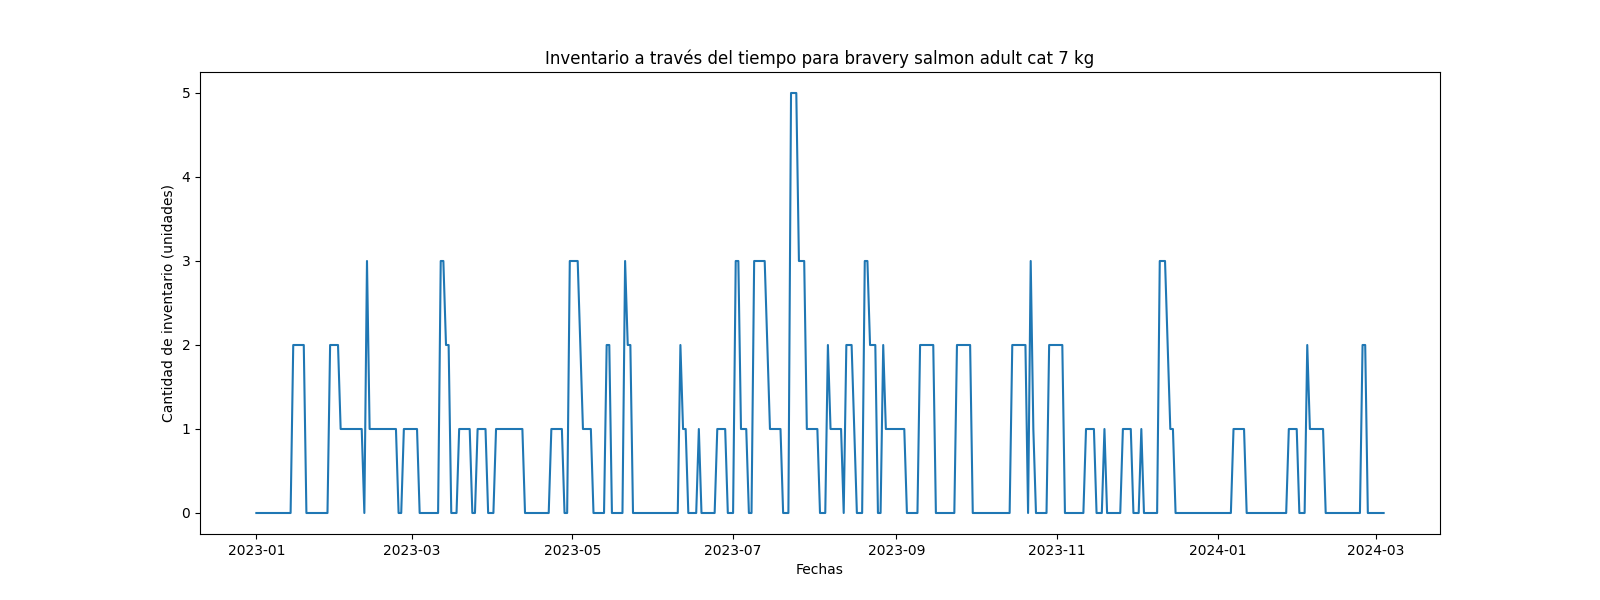 Inventario a través del tiempo para bravery salmon adult cat 7 kg
Cantidad de inventario (unidades)
5
4
3
2
1
0
2023-01 2023-03 2023-05 2023-07 2023-09 2023-11 2024-01 2024-03
Fechas